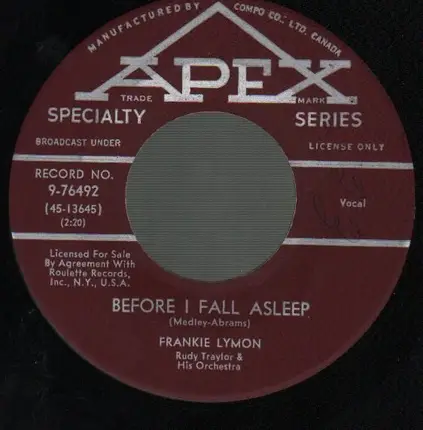 MANUFACTURED BY COMPO CO., LTD. CANADA
APEX
TRADE MARK
SPECIALTY SERIES
BROADCAST UNDER LICENSE ONLY
RECORD NO.
9-76492
(45-13645)
(2:20)
Vocal
Licensed For Sale
By Agreement With
Roulette Records,
Inc., N.Y., U.S.A.
BEFORE I FALL ASLEEP
(Medley-Abrams)
FRANKIE LYMON
Rudy Traylor &
His Orchestra